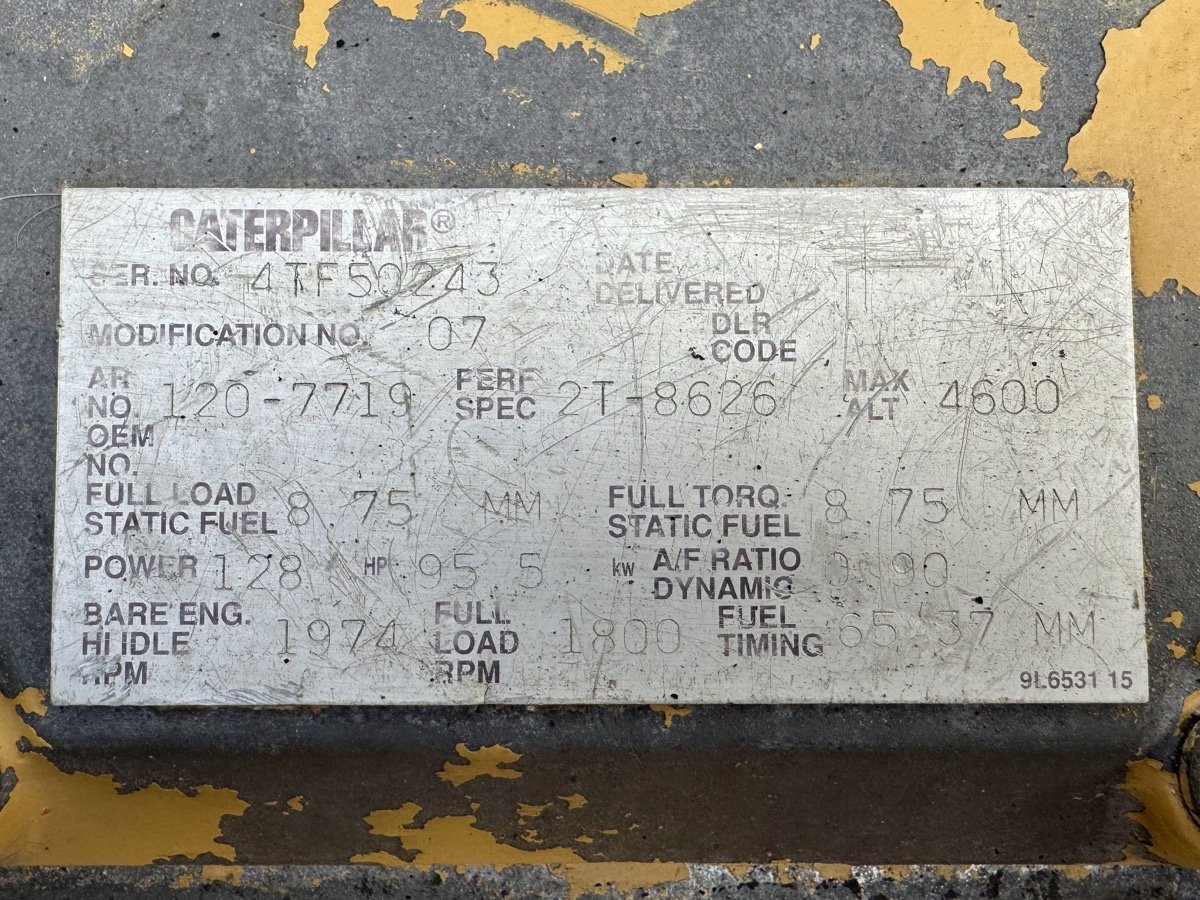 CATERPILLAR®
SER. NO. 4TF50243
DATE DELIVERED
MODIFICATION NO. 07
DLR CODE
AR NO. 120-7719 PERF SPEC 2T-8626 MAX ALT 4600
OEM NO.
FULL LOAD STATIC FUEL 8 75 MM FULL TORQ. STATIC FUEL 8 75 MM
POWER 128 HP 95 5 kw A/F RATIO DYNAMIC
BARE ENG. HI IDLE RPM 1974 FULL LOAD RPM 1800 FUEL TIMING 65 37 MM
9L6531 15